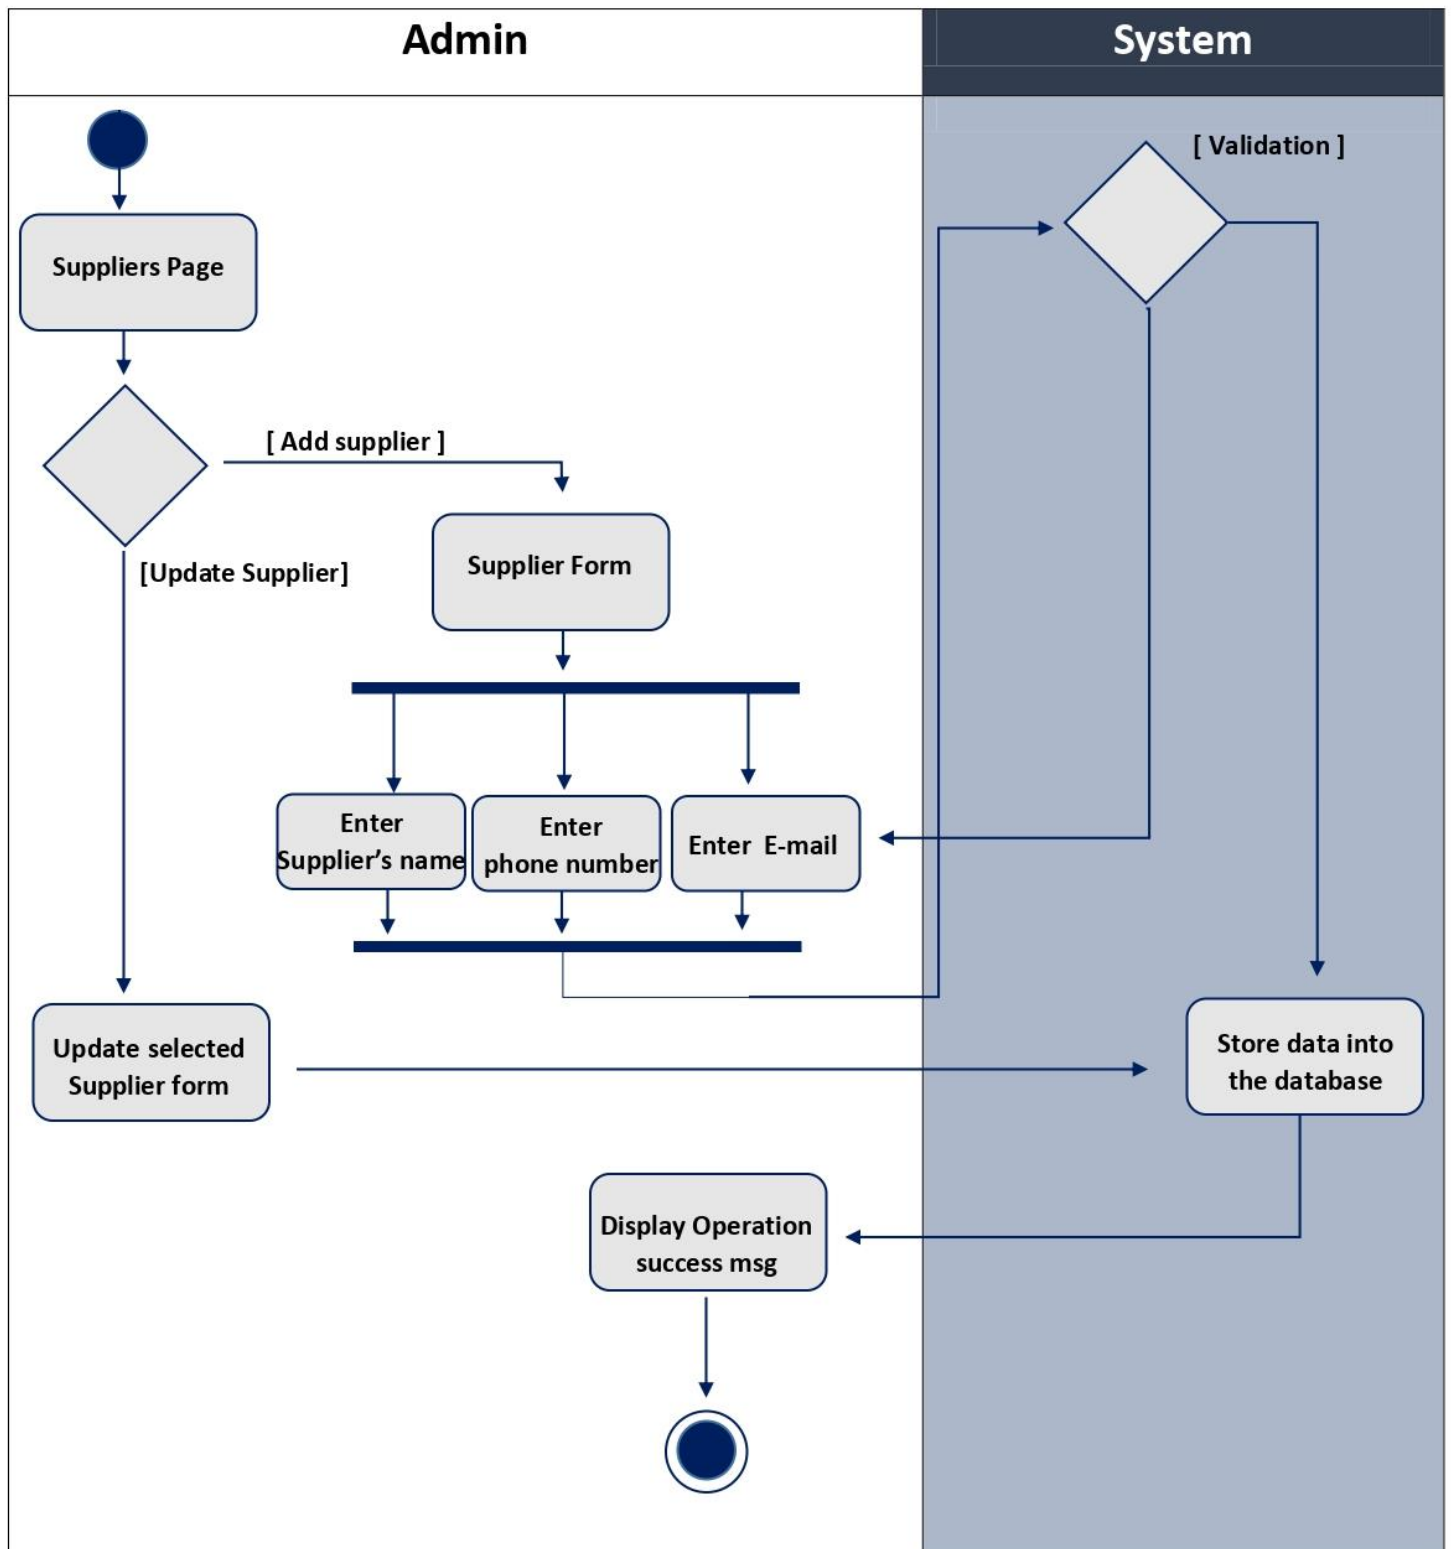 Admin
System
[ Validation ]
Suppliers Page
[ Add supplier ]
[Update Supplier]
Supplier Form
Enter
Supplier’s name
Enter
phone number
Enter  E-mail
Update selected
Supplier form
Store data into
the database
Display Operation
success msg